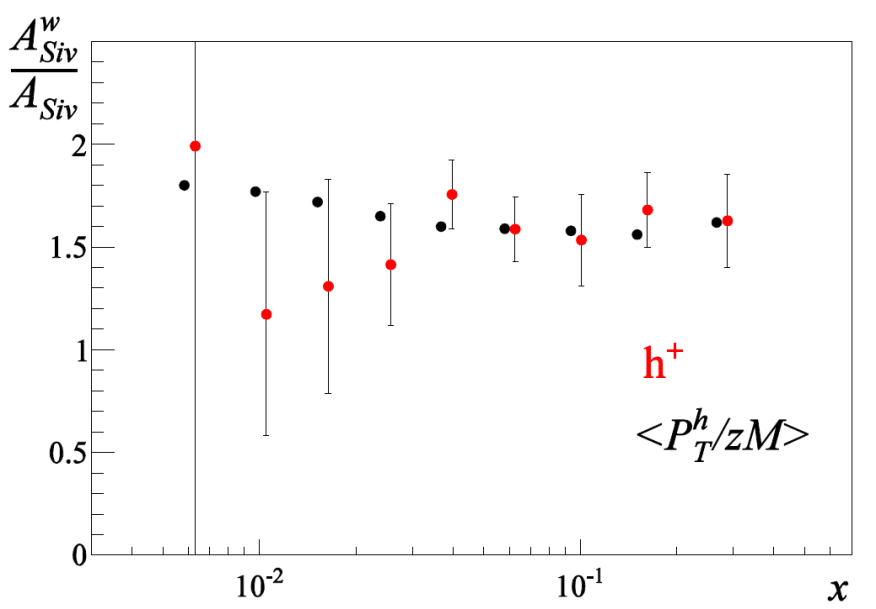 A^w_Siv
A_Siv
2
1.5
1
0.5
0
h⁺
<P^h_T/zM>
10⁻²
10⁻¹
x